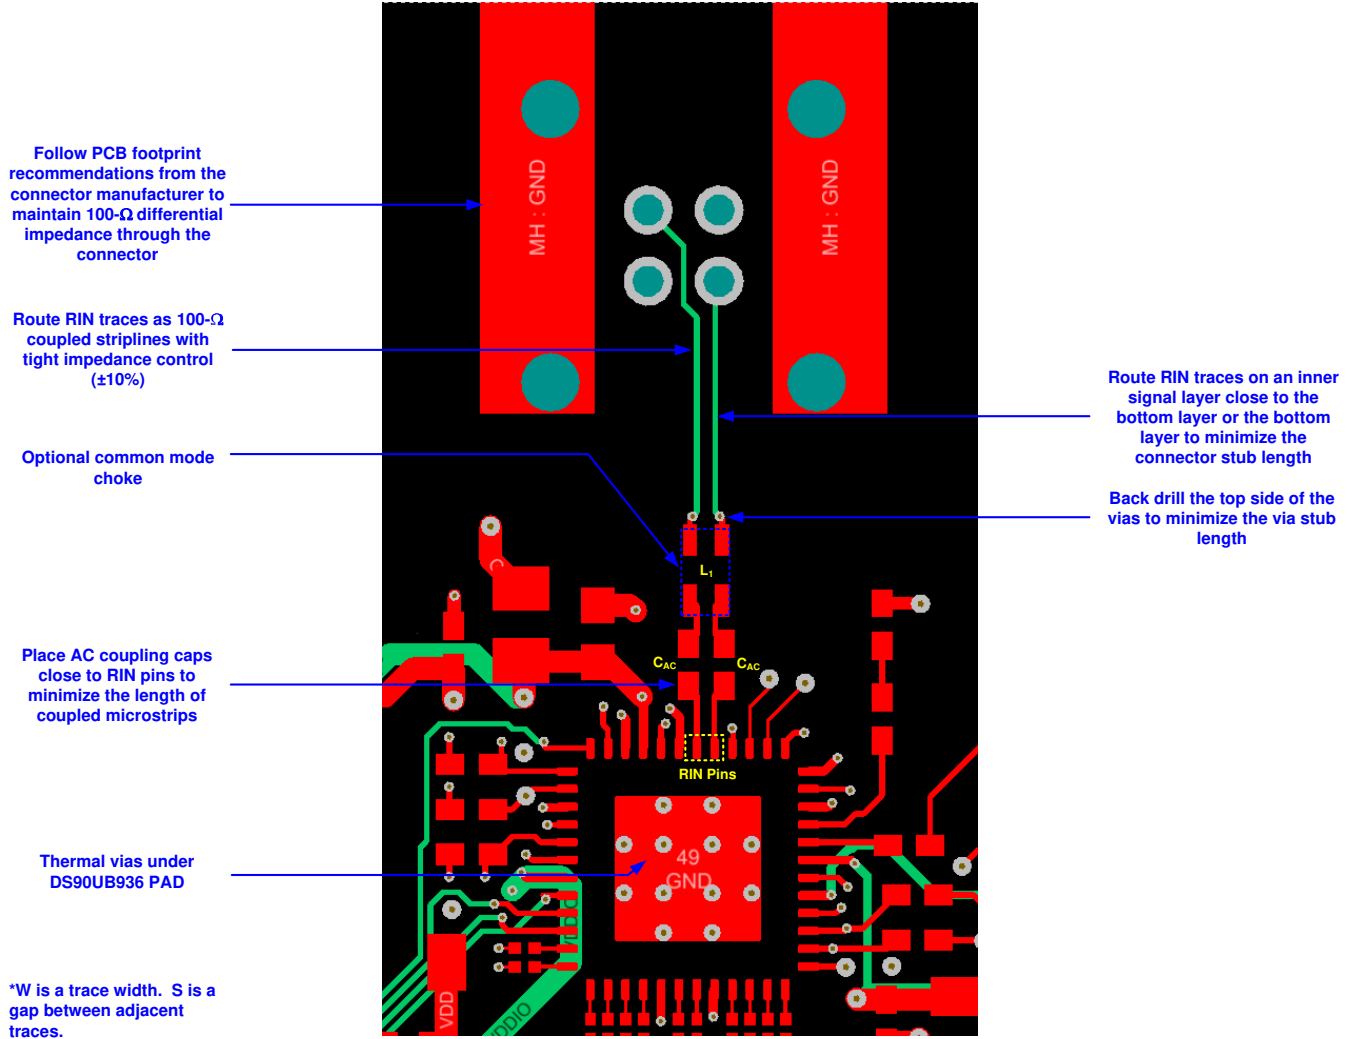 Follow PCB footprint
recommendations from the
connector manufacturer to
maintain 100-Ω differential
impedance through the
connector
Route RIN traces as 100-Ω
coupled striplines with
tight impedance control
(±10%)
Optional common mode
choke
Place AC coupling caps
close to RIN pins to
minimize the length of
coupled microstrips
Thermal vias under
DS90UB936 PAD
*W is a trace width.  S is a
gap between adjacent
traces.
MH : GND
MH : GND
C
L₁
C_AC
C_AC
RIN Pins
49
GND
VDDIO
VDD
VDDIO
Route RIN traces on an inner
signal layer close to the
bottom layer or the bottom
layer to minimize the
connector stub length
Back drill the top side of the
vias to minimize the via stub
length